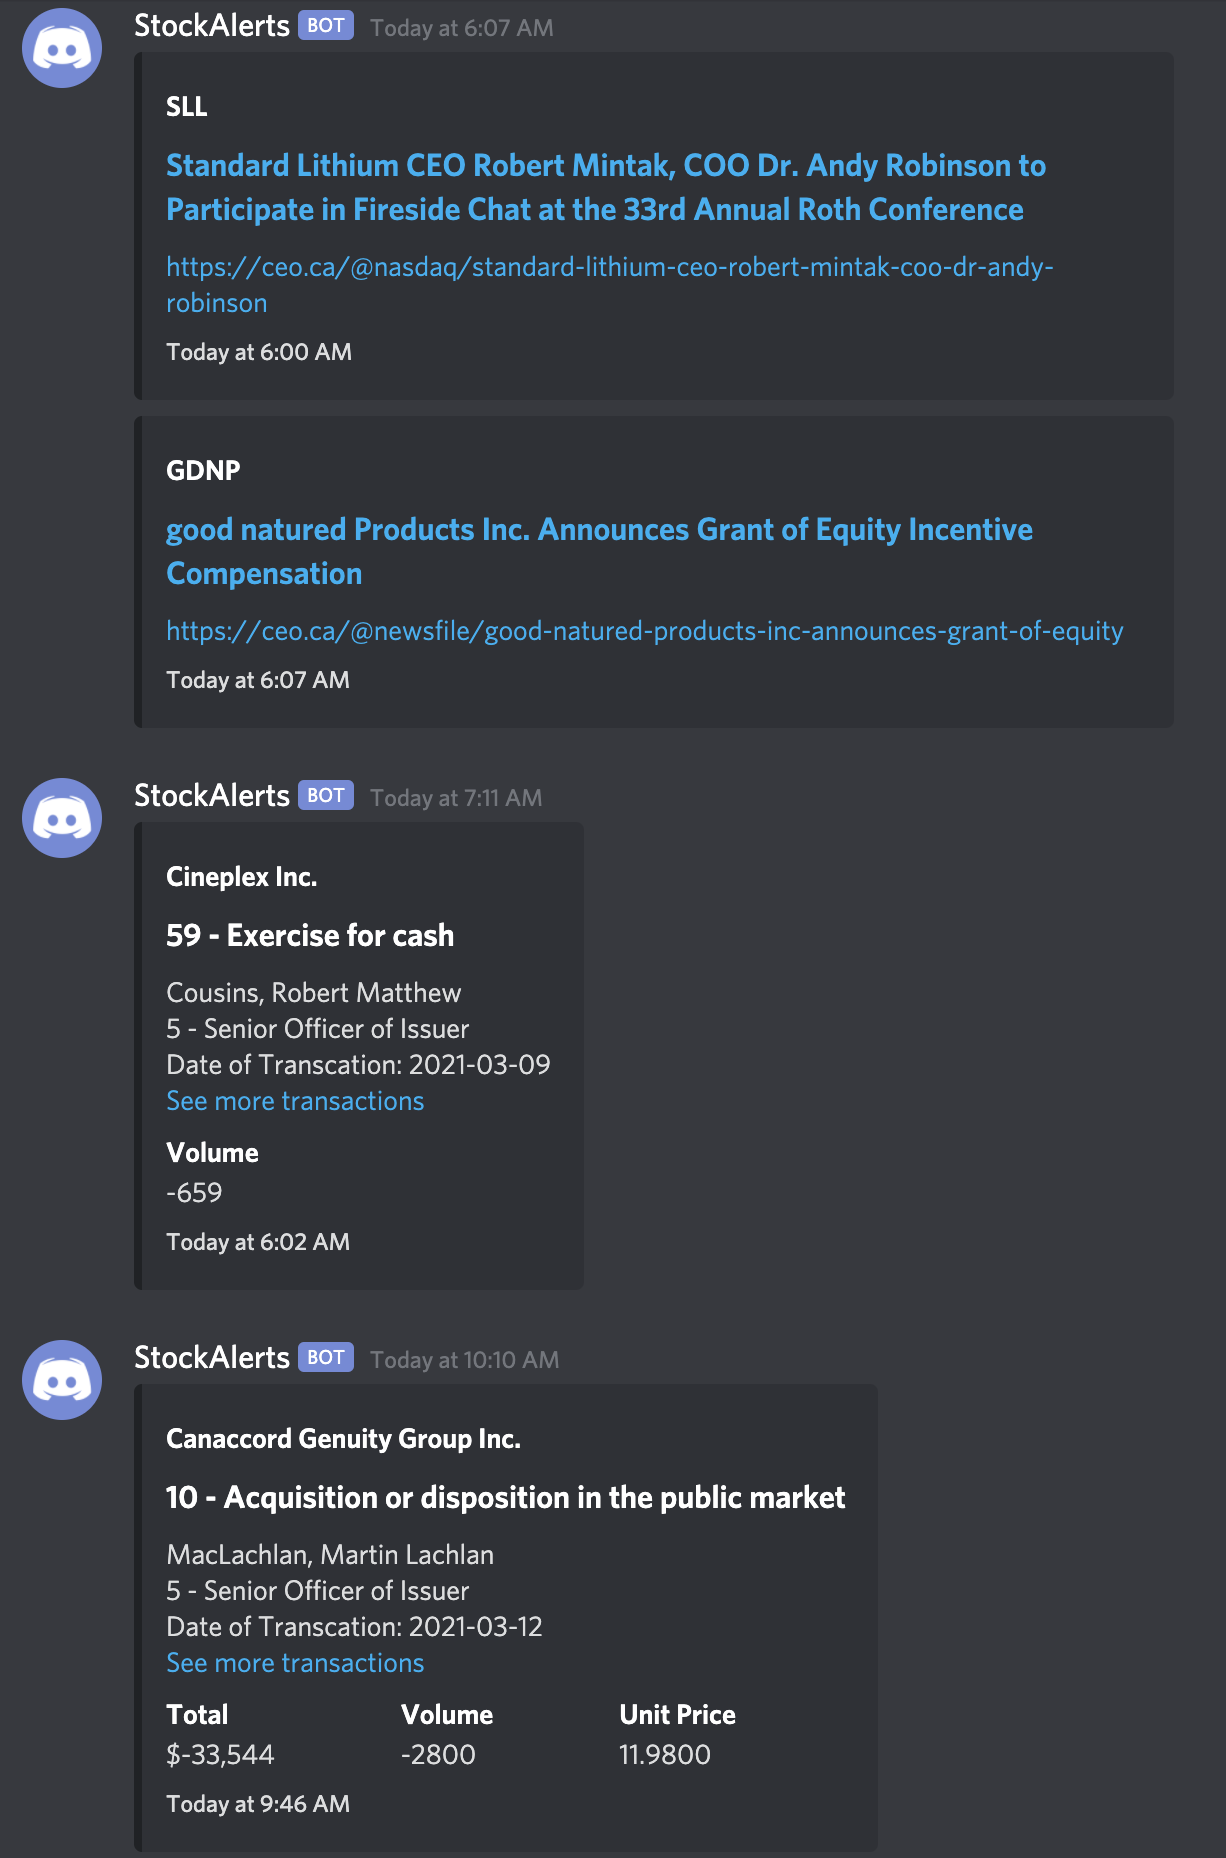 StockAlerts BOT Today at 6:07 AM
SLL
Standard Lithium CEO Robert Mintak, COO Dr. Andy Robinson to
Participate in Fireside Chat at the 33rd Annual Roth Conference
https://ceo.ca/@nasdaq/standard-lithium-ceo-robert-mintak-coo-dr-andy-
robinson
Today at 6:00 AM
GDNP
good natured Products Inc. Announces Grant of Equity Incentive
Compensation
https://ceo.ca/@newsfile/good-natured-products-inc-announces-grant-of-equity
Today at 6:07 AM
StockAlerts BOT Today at 7:11 AM
Cineplex Inc.
59 - Exercise for cash
Cousins, Robert Matthew
5 - Senior Officer of Issuer
Date of Transcation: 2021-03-09
See more transactions
Volume
-659
Today at 6:02 AM
StockAlerts BOT Today at 10:10 AM
Canaccord Genuity Group Inc.
10 - Acquisition or disposition in the public market
MacLachlan, Martin Lachlan
5 - Senior Officer of Issuer
Date of Transcation: 2021-03-12
See more transactions
Total Volume Unit Price
$-33,544 -2800 11.9800
Today at 9:46 AM